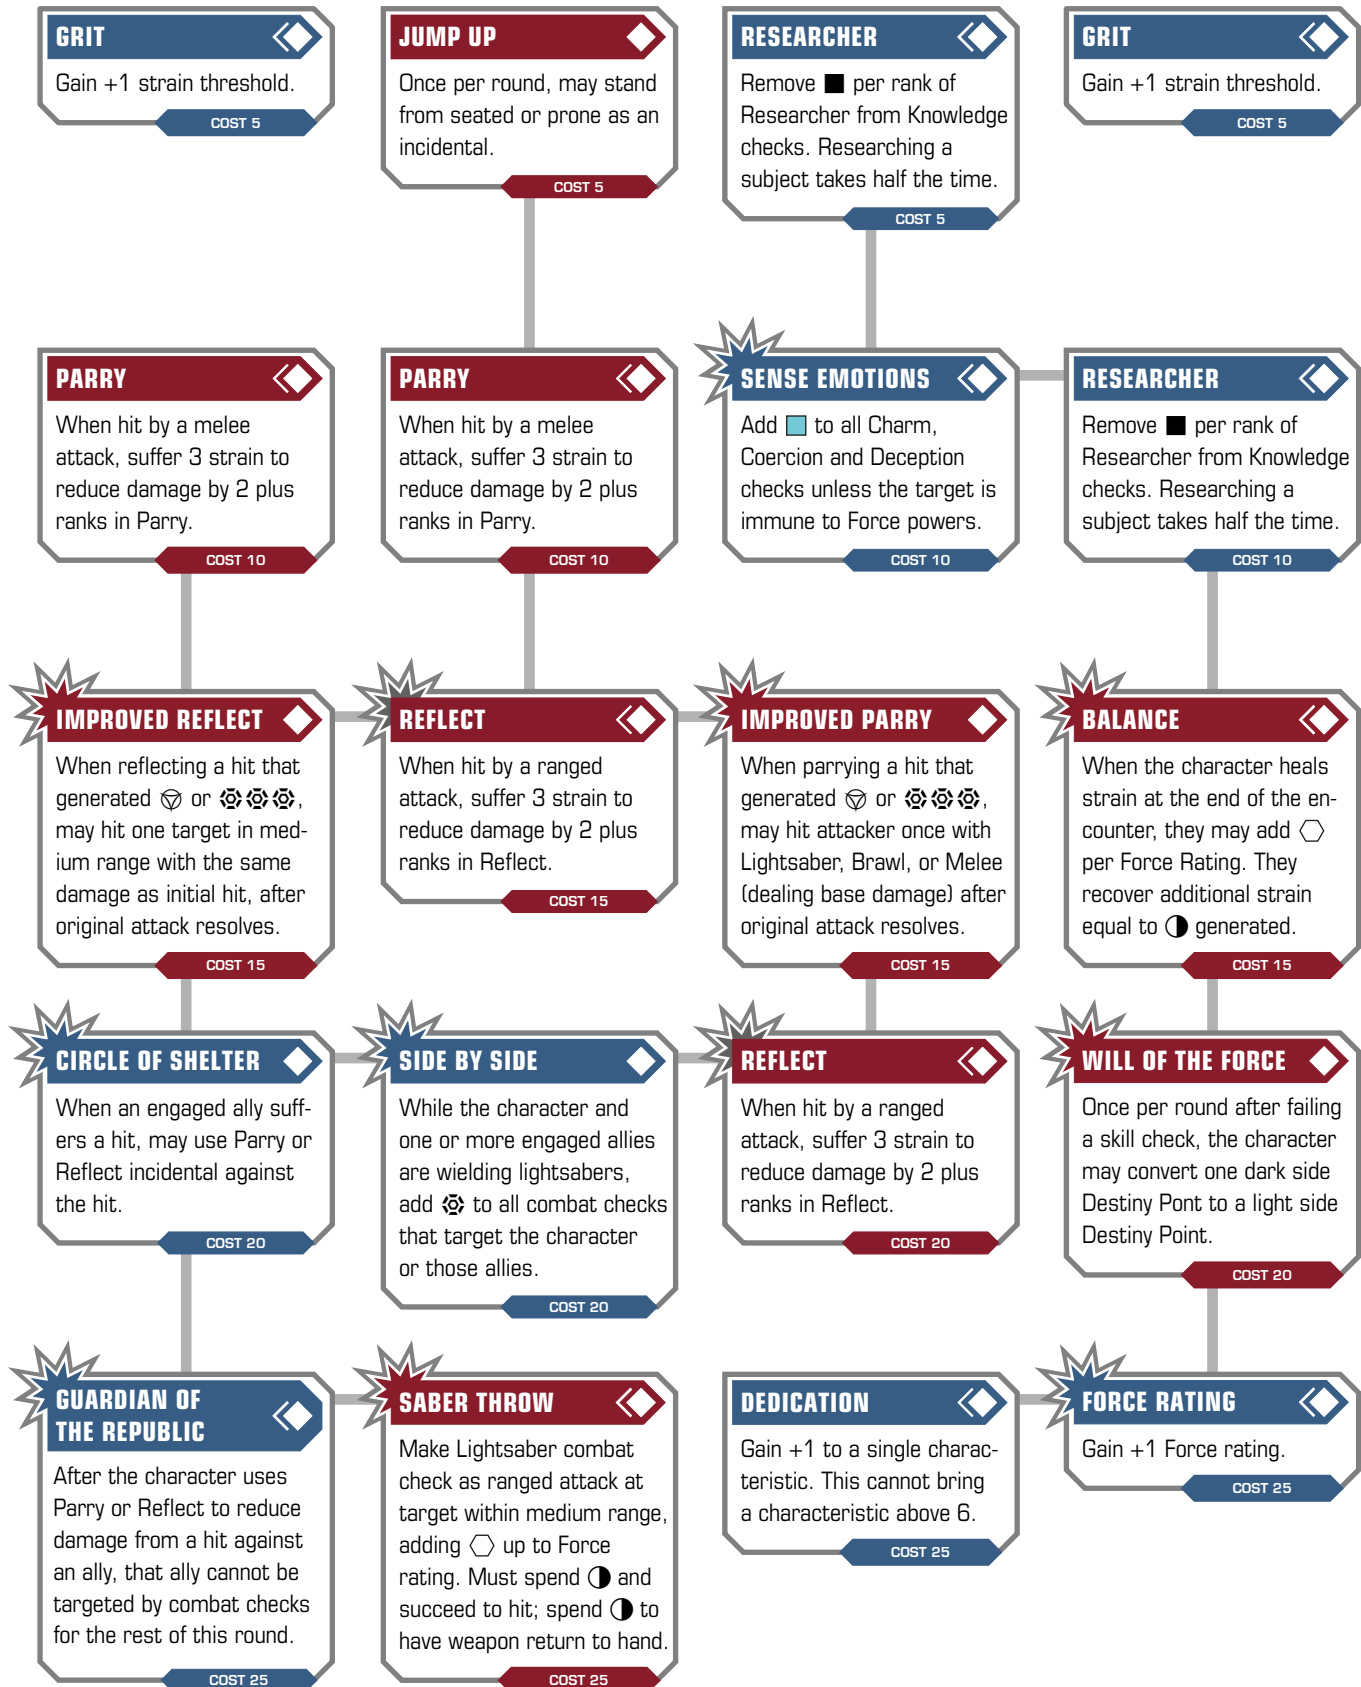 GRIT
Gain +1 strain threshold.
COST 5
JUMP UP
Once per round, may stand
from seated or prone as an
incidental.
COST 5
RESEARCHER
Remove ■ per rank of
Researcher from Knowledge
checks. Researching a
subject takes half the time.
COST 5
GRIT
Gain +1 strain threshold.
COST 5
PARRY
When hit by a melee
attack, suffer 3 strain to
reduce damage by 2 plus
ranks in Parry.
COST 10
PARRY
When hit by a melee
attack, suffer 3 strain to
reduce damage by 2 plus
ranks in Parry.
COST 10
SENSE EMOTIONS
Add to all Charm,
Coercion and Deception
checks unless the target is
immune to Force powers.
COST 10
RESEARCHER
Remove ■ per rank of
Researcher from Knowledge
checks. Researching a
subject takes half the time.
COST 10
IMPROVED REFLECT
When reflecting a hit that
generated or ,
may hit one target in med-
ium range with the same
damage as initial hit, after
original attack resolves.
COST 15
REFLECT
When hit by a ranged
attack, suffer 3 strain to
reduce damage by 2 plus
ranks in Reflect.
COST 15
IMPROVED PARRY
When parrying a hit that
generated or ,
may hit attacker once with
Lightsaber, Brawl, or Melee
(dealing base damage) after
original attack resolves.
COST 15
BALANCE
When the character heals
strain at the end of the en-
counter, they may add
per Force Rating. They
recover additional strain
equal to generated.
COST 15
CIRCLE OF SHELTER
When an engaged ally suff-
ers a hit, may use Parry or
Reflect incidental against
the hit.
COST 20
SIDE BY SIDE
While the character and
one or more engaged allies
are wielding lightsabers,
add to all combat checks
that target the character
or those allies.
COST 20
REFLECT
When hit by a ranged
attack, suffer 3 strain to
reduce damage by 2 plus
ranks in Reflect.
COST 20
WILL OF THE FORCE
Once per round after failing
a skill check, the character
may convert one dark side
Destiny Pont to a light side
Destiny Point.
COST 20
GUARDIAN OF
THE REPUBLIC
After the character uses
Parry or Reflect to reduce
damage from a hit against
an ally, that ally cannot be
targeted by combat checks
for the rest of this round.
COST 25
SABER THROW
Make Lightsaber combat
check as ranged attack at
target within medium range,
adding up to Force
rating. Must spend and
succeed to hit; spend to
have weapon return to hand.
COST 25
DEDICATION
Gain +1 to a single charac-
teristic. This cannot bring
a characteristic above 6.
COST 25
FORCE RATING
Gain +1 Force rating.
COST 25